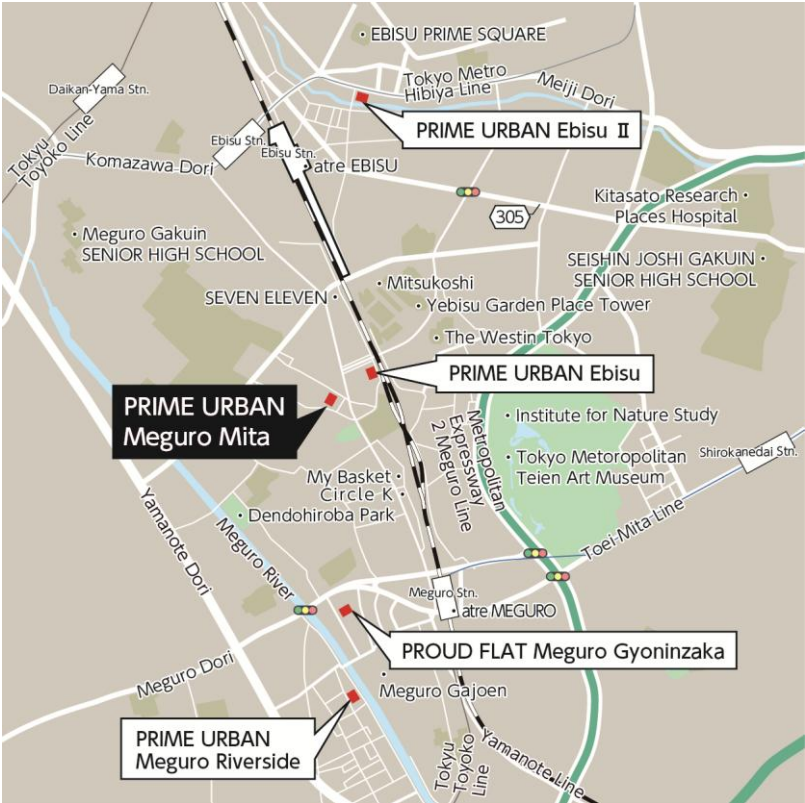 EBISU PRIME SQUARE
Tokyo Metro
Hibiya Line
Meiji Dori
Daikan-Yama Stn.
PRIME URBAN Ebisu Ⅱ
Tokyu
Toyoko Line
Ebisu Stn.
Ebisu Stn.
atre EBISU
Komazawa Dori
305
Kitasato Research
Places Hospital
Meguro Gakuin
SENIOR HIGH SCHOOL
SEISHIN JOSHI GAKUIN
SENIOR HIGH SCHOOL
Mitsukoshi
SEVEN ELEVEN
Yebisu Garden Place Tower
The Westin Tokyo
PRIME URBAN Ebisu
PRIME URBAN
Meguro Mita
Metropolitan
Expressway
2 Meguro Line
Institute for Nature Study
Tokyo Metoropolitan
Teien Art Museum
Shirokanedai Stn.
My Basket
Circle K
Dendohiroba Park
Yamanote Dori
Meguro River
Toei-Mita Line
Meguro Stn.
atre MEGURO
PROUD FLAT Meguro Gyoninzaka
Meguro Dori
Meguro Gajoen
PRIME URBAN
Meguro Riverside
Tokyu
Toyoko
Line
Yamanote Line